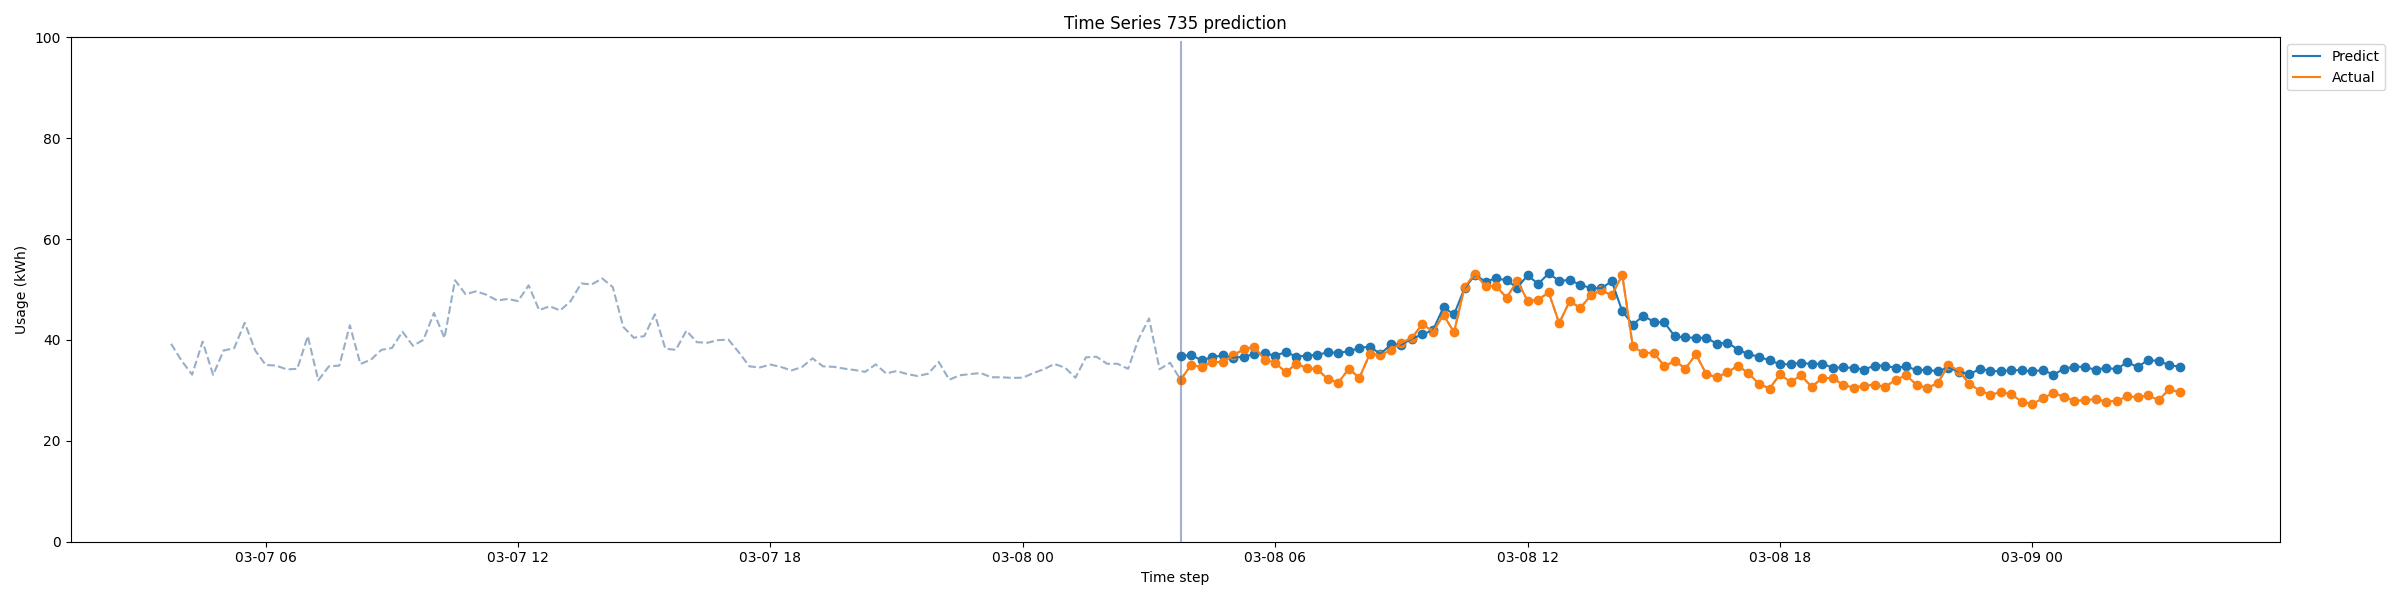 Time Series 735 prediction
100
80
60
40
20
0
Usage (kWh)
03-07 06
03-07 12
03-07 18
03-08 00
03-08 06
03-08 12
03-08 18
03-09 00
Time step
Predict
Actual